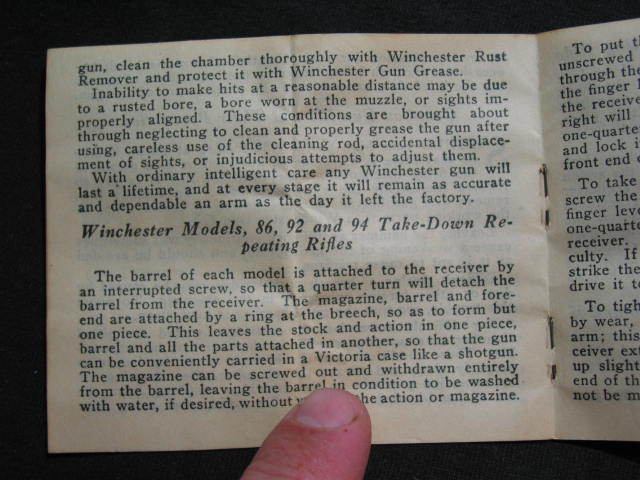 gun, clean the chamber thoroughly with Winchester Rust
Remover and protect it with Winchester Gun Grease.
Inability to make hits at a reasonable distance may be due
to a rusted bore, a bore worn at the muzzle, or sights im-
properly aligned. These conditions are brought about
through neglecting to clean and properly grease the gun after
using, careless use of the cleaning rod, accidental displace-
ment of sights, or injudicious attempts to adjust them.
With ordinary intelligent care any Winchester gun will
last a lifetime, and at every stage it will remain as accurate
and dependable an arm as the day it left the factory.
Winchester Models, 86, 92 and 94 Take-Down Re-
peating Rifles
The barrel of each model is attached to the receiver by
an interrupted screw, so that a quarter turn will detach the
barrel from the receiver. The magazine, barrel and fore-
end are attached by a ring at the breech, so as to form but
one piece. This leaves the stock and action in one piece,
barrel and all the parts attached in another, so that the gun
can be conveniently carried in a Victoria case like a shotgun.
The magazine can be screwed out and withdrawn entirely
from the barrel, leaving the barrel in condition to be washed
with water, if desired, without the action or magazine.
To put
unscrewed
through the
the finger
the receiver
right will
one-quarter
and lock i
front end
To take
screw the
finger leve
one-quarte
receiver.
culty. If
strike the
drive it t
To tigh
by wear,
arm; this
ceiver ex
up slight
end of th
not be m